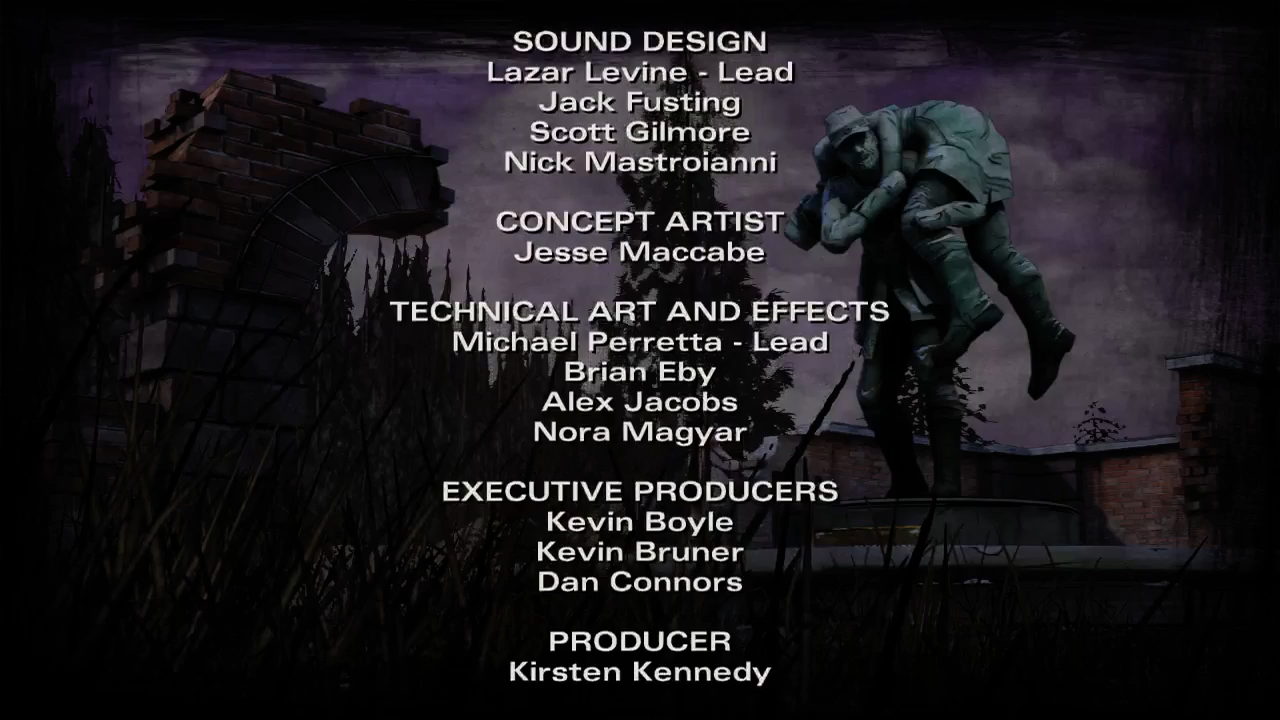 SOUND DESIGN
Lazar Levine - Lead
Jack Fusting
Scott Gilmore
Nick Mastroianni
CONCEPT ARTIST
Jesse Maccabe
TECHNICAL ART AND EFFECTS
Michael Perretta - Lead
Brian Eby
Alex Jacobs
Nora Magyar
EXECUTIVE PRODUCERS
Kevin Boyle
Kevin Bruner
Dan Connors
PRODUCER
Kirsten Kennedy